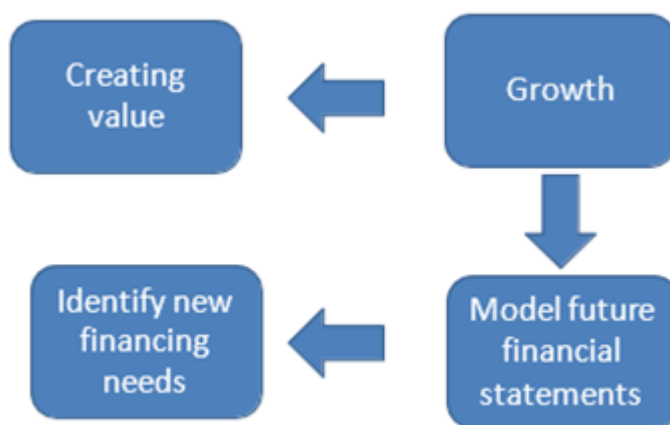 Creating
value
Growth
Identify new
financing
needs
Model future
financial
statements